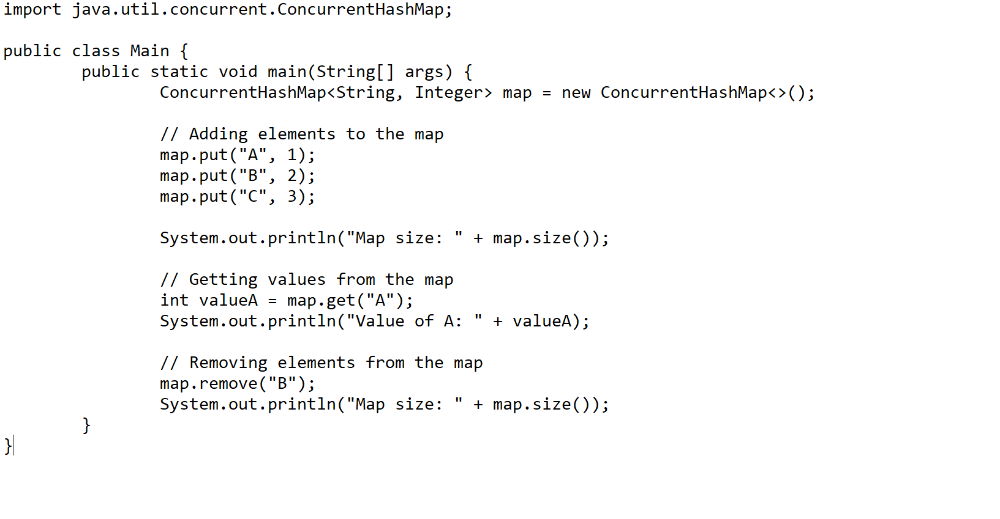 import java.util.concurrent.ConcurrentHashMap;

public class Main {
        public static void main(String[] args) {
                ConcurrentHashMap<String, Integer> map = new ConcurrentHashMap<>();

                // Adding elements to the map
                map.put("A", 1);
                map.put("B", 2);
                map.put("C", 3);

                System.out.println("Map size: " + map.size());

                // Getting values from the map
                int valueA = map.get("A");
                System.out.println("Value of A: " + valueA);

                // Removing elements from the map
                map.remove("B");
                System.out.println("Map size: " + map.size());
        }
}